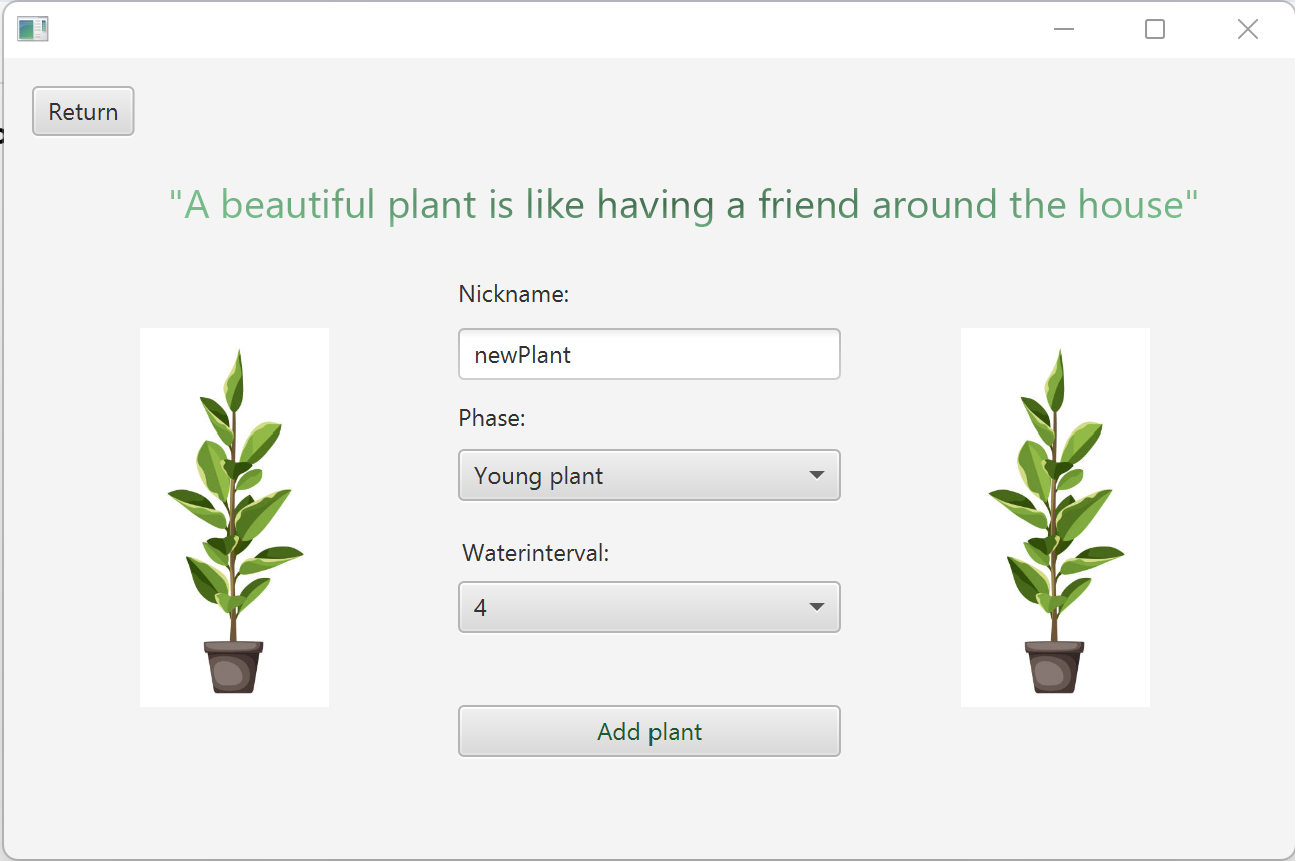 Return
"A beautiful plant is like having a friend around the house"
Nickname:
newPlant
Phase:
Young plant
Waterinterval:
4
Add plant